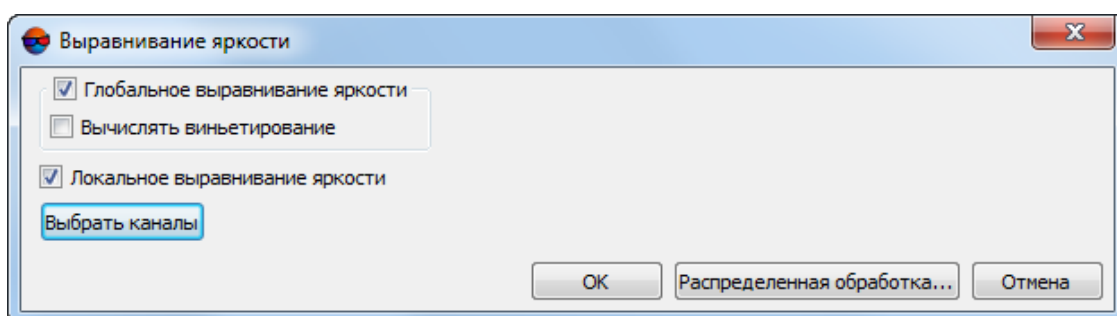 Выравнивание яркости
Глобальное выравнивание яркости
Вычислять виньетирование
Локальное выравнивание яркости
Выбрать каналы
OK Распределенная обработка... Отмена